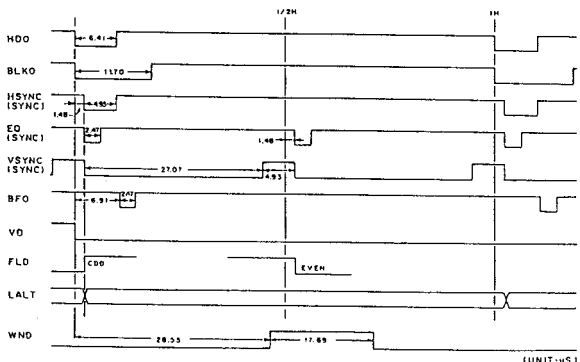 1/2H 1H
HDO 6.41
BLKO 11.70
HSYNC (SYNC) 4.93
1.48
EQ (SYNC) 2.47 1.48
VSYNC (SYNC) 27.07 4.93
BFO 6.91 2.47
VD
FLD ODD EVEN
LALT
WND 28.55 17.69
(UNIT:uS)